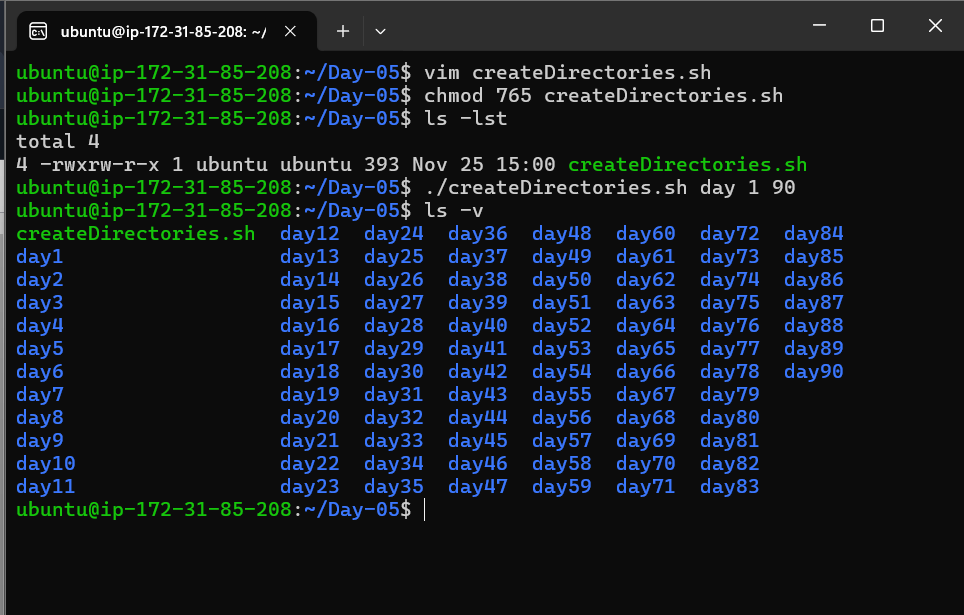 ubuntu@ip-172-31-85-208: ~/
ubuntu@ip-172-31-85-208:~/Day-05$ vim createDirectories.sh
ubuntu@ip-172-31-85-208:~/Day-05$ chmod 765 createDirectories.sh
ubuntu@ip-172-31-85-208:~/Day-05$ ls -lst
total 4
4 -rwxrw-r-x 1 ubuntu ubuntu 393 Nov 25 15:00 createDirectories.sh
ubuntu@ip-172-31-85-208:~/Day-05$ ./createDirectories.sh day 1 90
ubuntu@ip-172-31-85-208:~/Day-05$ ls -v
createDirectories.sh  day12  day24  day36  day48  day60  day72  day84
day1                  day13  day25  day37  day49  day61  day73  day85
day2                  day14  day26  day38  day50  day62  day74  day86
day3                  day15  day27  day39  day51  day63  day75  day87
day4                  day16  day28  day40  day52  day64  day76  day88
day5                  day17  day29  day41  day53  day65  day77  day89
day6                  day18  day30  day42  day54  day66  day78  day90
day7                  day19  day31  day43  day55  day67  day79
day8                  day20  day32  day44  day56  day68  day80
day9                  day21  day33  day45  day57  day69  day81
day10                 day22  day34  day46  day58  day70  day82
day11                 day23  day35  day47  day59  day71  day83
ubuntu@ip-172-31-85-208:~/Day-05$